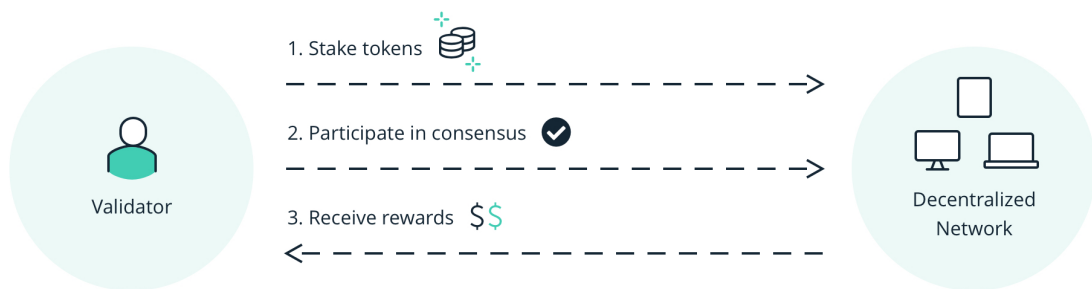 1. Stake tokens
2. Participate in consensus
3. Receive rewards $$
Validator
Decentralized
Network